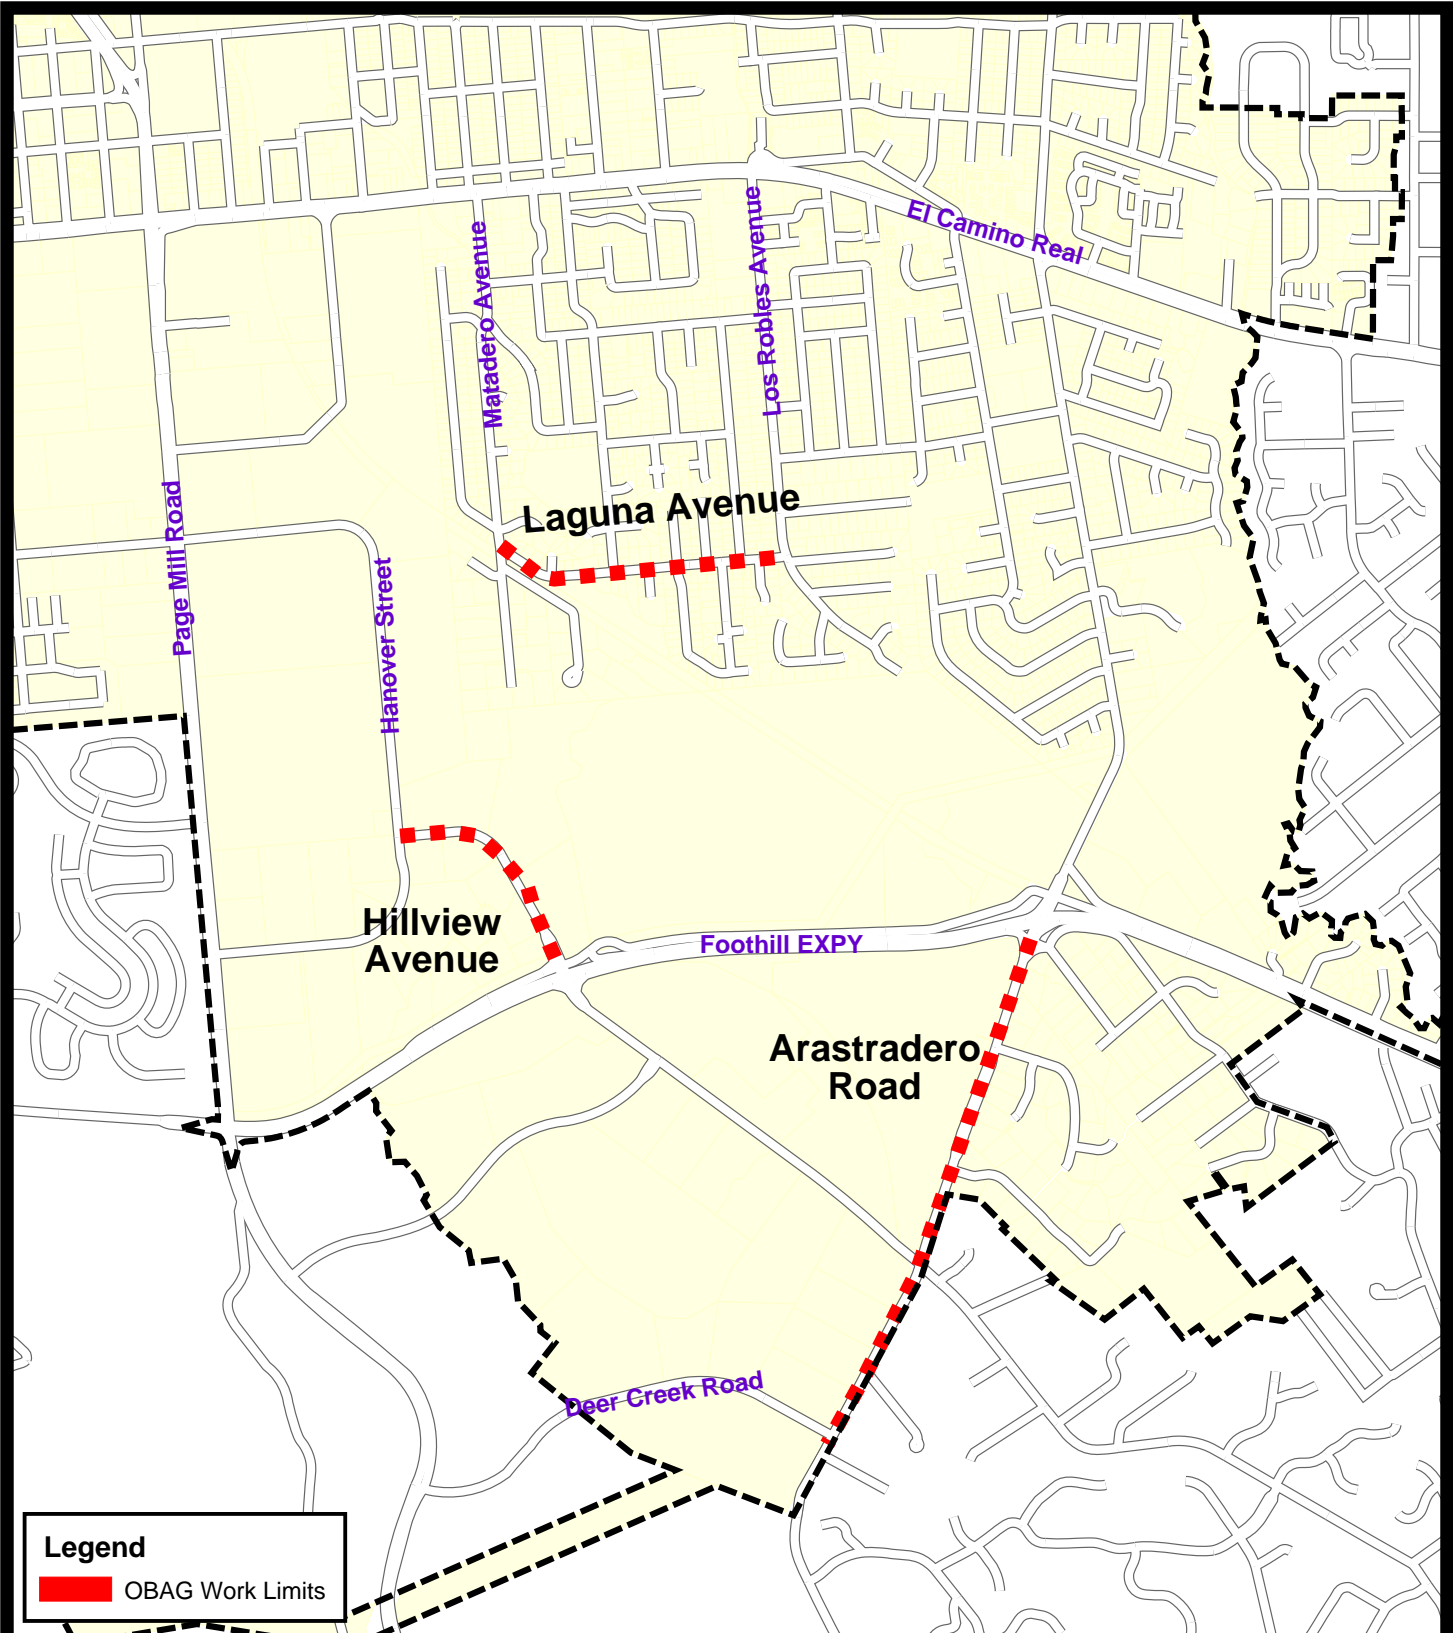 El Camino Real
Matadero Avenue
Los Robles Avenue
Laguna Avenue
Page Mill Road
Hanover Street
Hillview
Avenue
Foothill EXPY
Arastradero
Road
Deer Creek Road
Legend
OBAG Work Limits